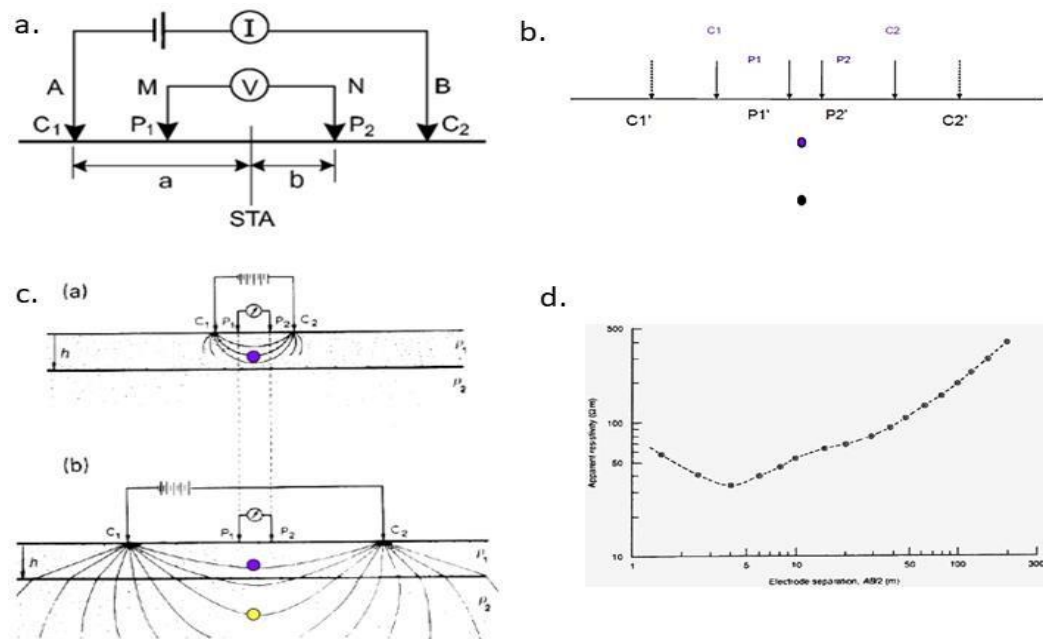 a.
I
A M V N B
C1 P1 P2 C2
a b
STA
b.
C1 C2
P1 P2
C1' P1' P2' C2'
c.
(a)
C1 P1 P2 C2
h
ρ1
ρ2
(b)
C1 P1 P2 C2
h
ρ1
ρ2
d.
500
100
50
10
Apparent resistivity (Ω m)
1 5 10 50 100 300
Electrode separation, AB/2 (m)